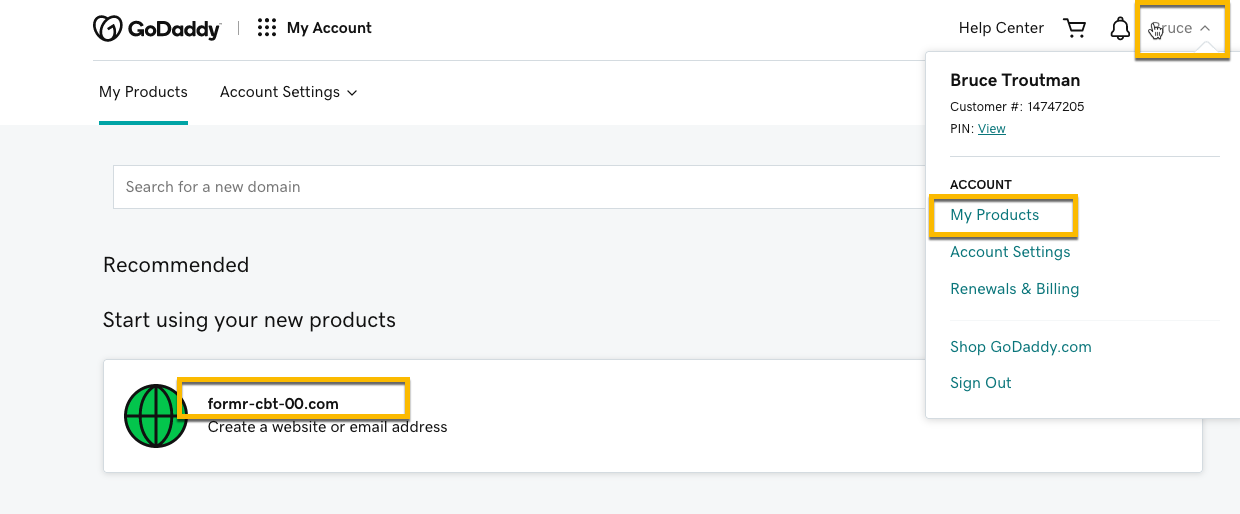 GoDaddy
My Account
Help Center
Bruce
My Products
Account Settings
Bruce Troutman
Customer #: 14747205
PIN: View
ACCOUNT
My Products
Account Settings
Renewals & Billing
Shop GoDaddy.com
Sign Out
Search for a new domain
Recommended
Start using your new products
formr-cbt-00.com
Create a website or email address